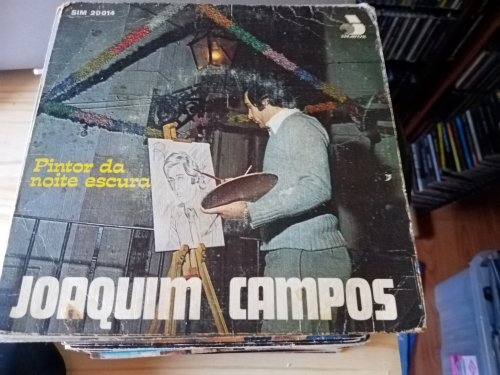 SIM 20014
Pintor da
noite escura
JOAQUIM CAMPOS